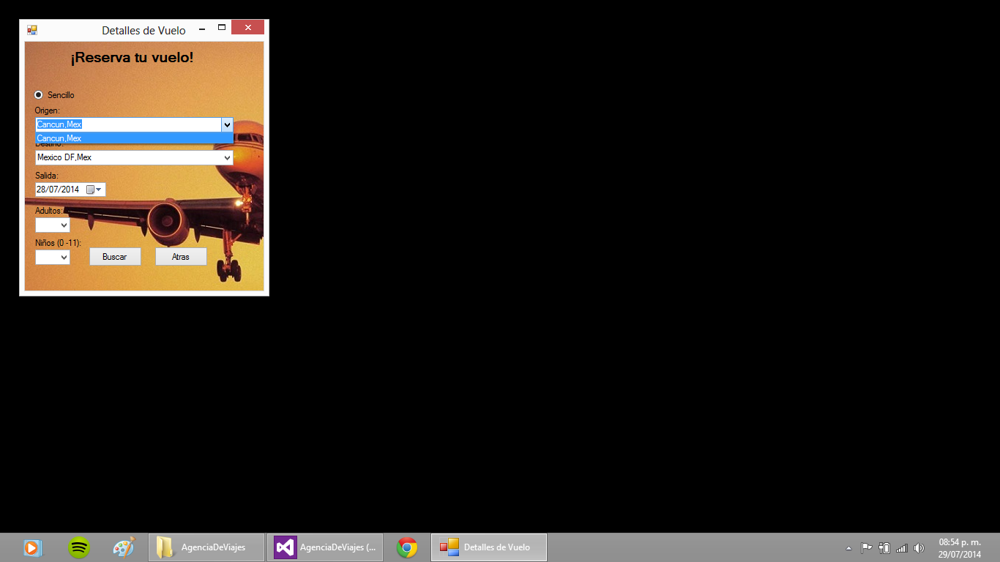 Detalles de Vuelo
¡Reserva tu vuelo!
Sencillo
Origen:
Cancun,Mex
Cancun,Mex
Destino:
Mexico DF,Mex
Salida:
28/07/2014
Adultos:
Niños (0 -11):
Buscar
Atras
AgenciaDeViajes
AgenciaDeViajes (...
Detalles de Vuelo
08:54 p. m.
29/07/2014